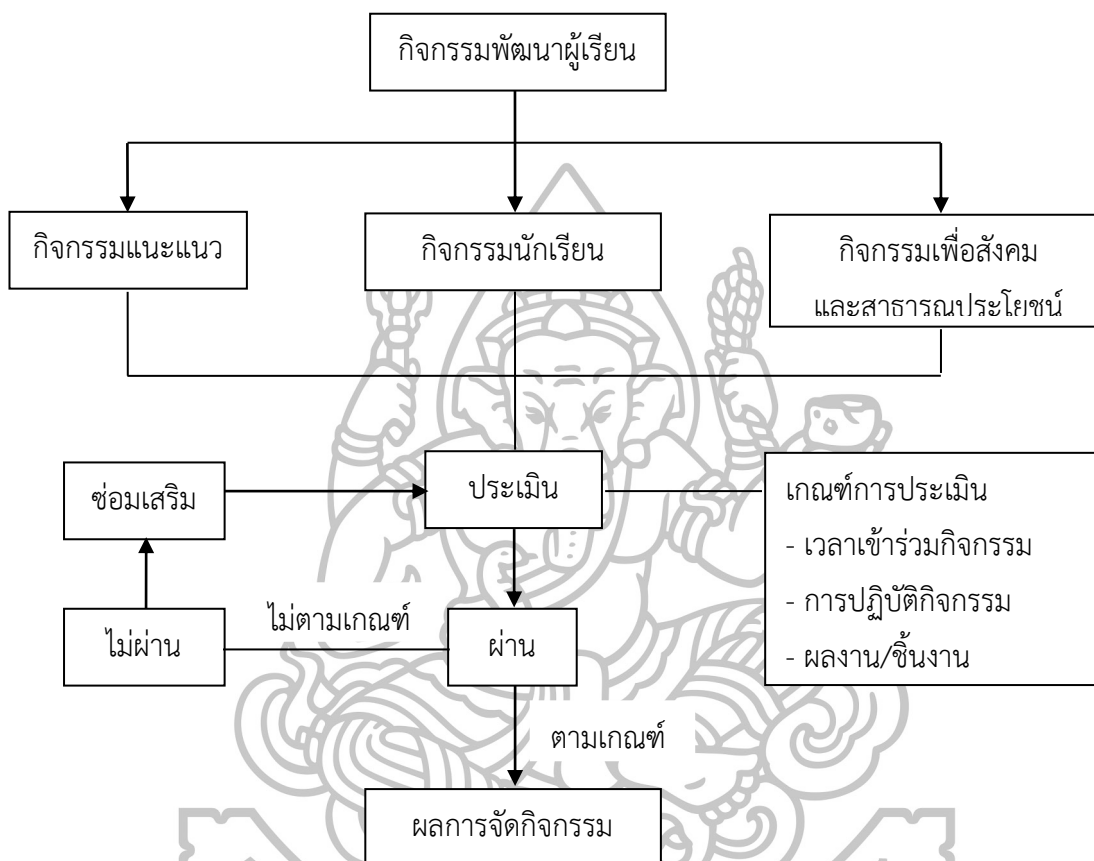 กิจกรรมพัฒนาผู้เรียน
กิจกรรมแนะแนว
กิจกรรมนักเรียน
กิจกรรมเพื่อสังคม
และสาธารณประโยชน์
ซ่อมเสริม
ประเมิน
เกณฑ์การประเมิน
- เวลาเข้าร่วมกิจกรรม
- การปฏิบัติกิจกรรม
- ผลงาน/ชิ้นงาน
ไม่ผ่าน
ไม่ตามเกณฑ์
ผ่าน
ตามเกณฑ์
ผลการจัดกิจกรรม